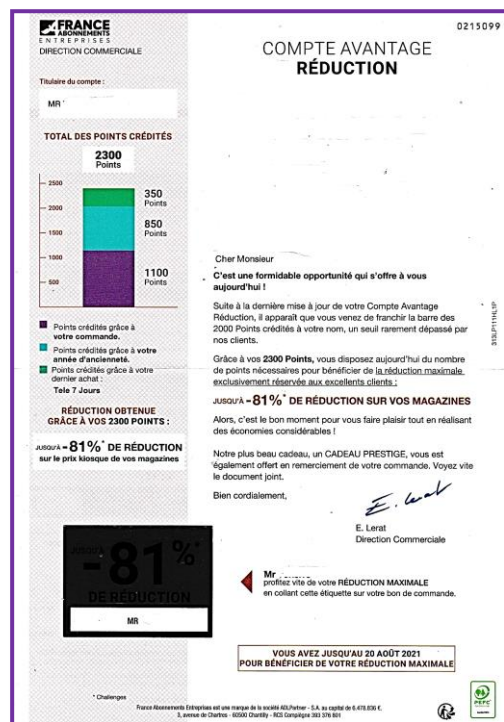 FRANCE
ABONNEMENTS
ENTREPRISES
DIRECTION COMMERCIALE
0215099
COMPTE AVANTAGE
RÉDUCTION
Titulaire du compte :
MR
TOTAL DES POINTS CRÉDITÉS
2300
Points
2500
2000
1500
1000
500
350
Points
850
Points
1100
Points
Points crédités grâce à
votre commande.
Points crédités grâce à votre
année d'ancienneté.
Points crédités grâce à votre
dernier achat :
Tele 7 Jours
RÉDUCTION OBTENUE
GRÂCE À VOS 2300 POINTS :
JUSQU'À -81%* DE RÉDUCTION
sur le prix kiosque de vos magazines
Cher Monsieur
C'est une formidable opportunité qui s'offre à vous
aujourd'hui !
Suite à la dernière mise à jour de votre Compte Avantage
Réduction, il apparaît que vous venez de franchir la barre des
2000 Points crédités à votre nom, un seuil rarement dépassé par
nos clients.
Grâce à vos 2300 Points, vous disposez aujourd'hui du nombre
de points nécessaires pour bénéficier de la réduction maximale
exclusivement réservée aux excellents clients :
JUSQU'À -81%* DE RÉDUCTION SUR VOS MAGAZINES
Alors, c'est le bon moment pour vous faire plaisir tout en réalisant
des économies considérables !
Notre plus beau cadeau, un CADEAU PRESTIGE, vous est
également offert en remerciement de votre commande. Voyez vite
le document joint.
Bien cordialement,
E. Lerat
E. Lerat
Direction Commerciale
JUSQU'À
-81%*
DE RÉDUCTION
MR
Mr
profitez vite de votre RÉDUCTION MAXIMALE
en collant cette étiquette sur votre bon de commande.
VOUS AVEZ JUSQU'AU 20 AOÛT 2021
POUR BÉNÉFICIER DE VOTRE RÉDUCTION MAXIMALE
* Challenges
France Abonnements Entreprises est une marque de la société ADLPartner - S.A. au capital de 6.478.836 €.
3, avenue de Chartres - 60500 Chantilly - RCS Compiègne 393 376 801
PEFC